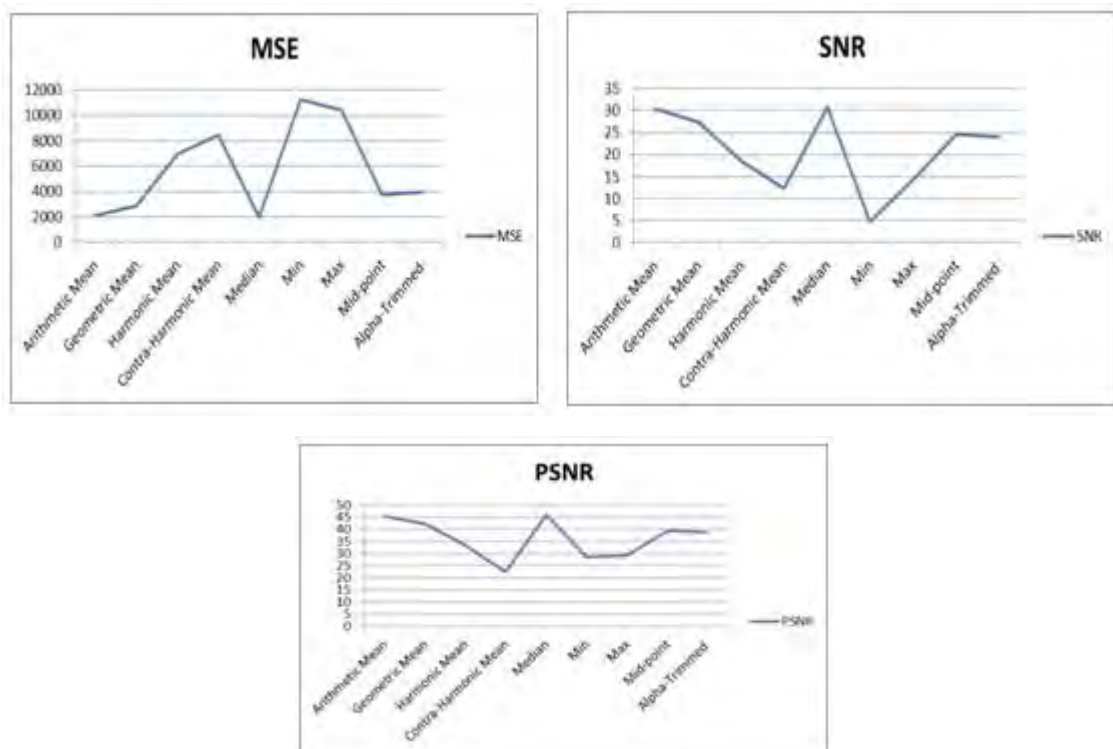 MSE
12000
10000
8000
6000
4000
2000
0
MSE
Arithmetic Mean
Geometric Mean
Harmonic Mean
Contra-Harmonic Mean
Median
Min
Max
Mid-point
Alpha-Trimmed
SNR
35
30
25
20
15
10
5
0
SNR
Arithmetic Mean
Geometric Mean
Harmonic Mean
Contra-Harmonic Mean
Median
Min
Max
Mid-point
Alpha-Trimmed
PSNR
50
45
40
35
30
25
20
15
10
5
0
PSNR
Arithmetic Mean
Geometric Mean
Harmonic Mean
Contra-Harmonic Mean
Median
Min
Max
Mid-point
Alpha-Trimmed